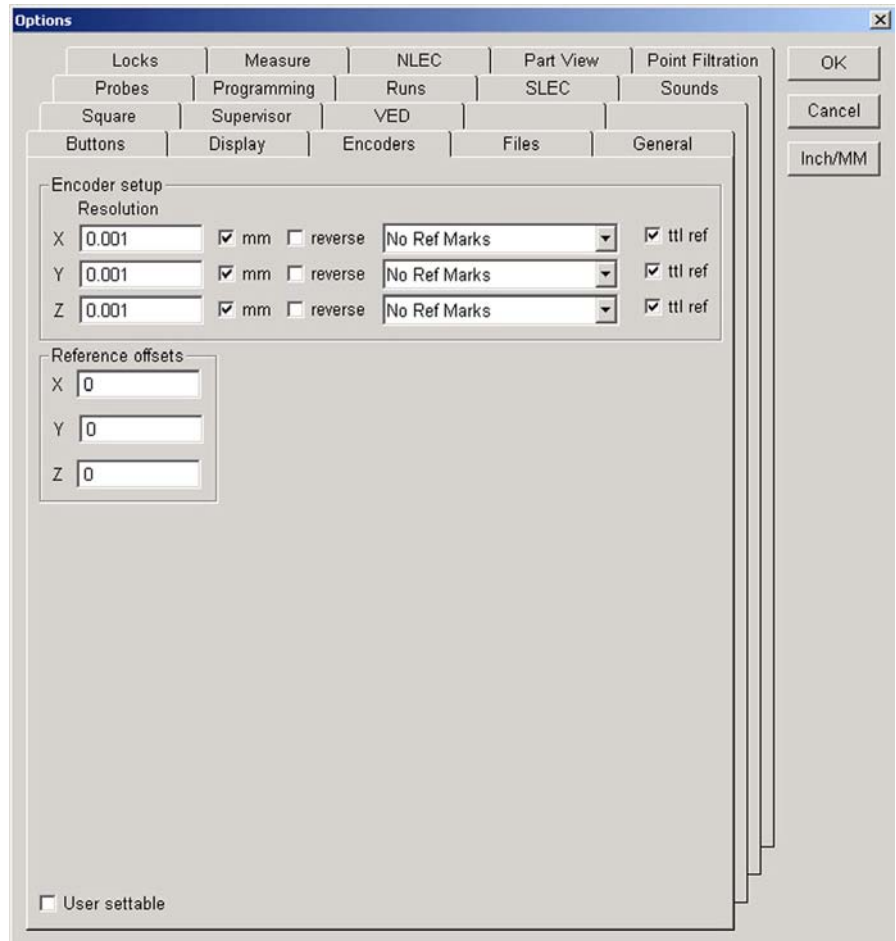 Options
Locks Measure NLEC Part View Point Filtration
Probes Programming Runs SLEC Sounds
Square Supervisor VED
Buttons Display Encoders Files General
OK
Cancel
Inch/MM
Encoder setup
Resolution
X 0.001 mm reverse No Ref Marks ttl ref
Y 0.001 mm reverse No Ref Marks ttl ref
Z 0.001 mm reverse No Ref Marks ttl ref
Reference offsets
X 0
Y 0
Z 0
User settable